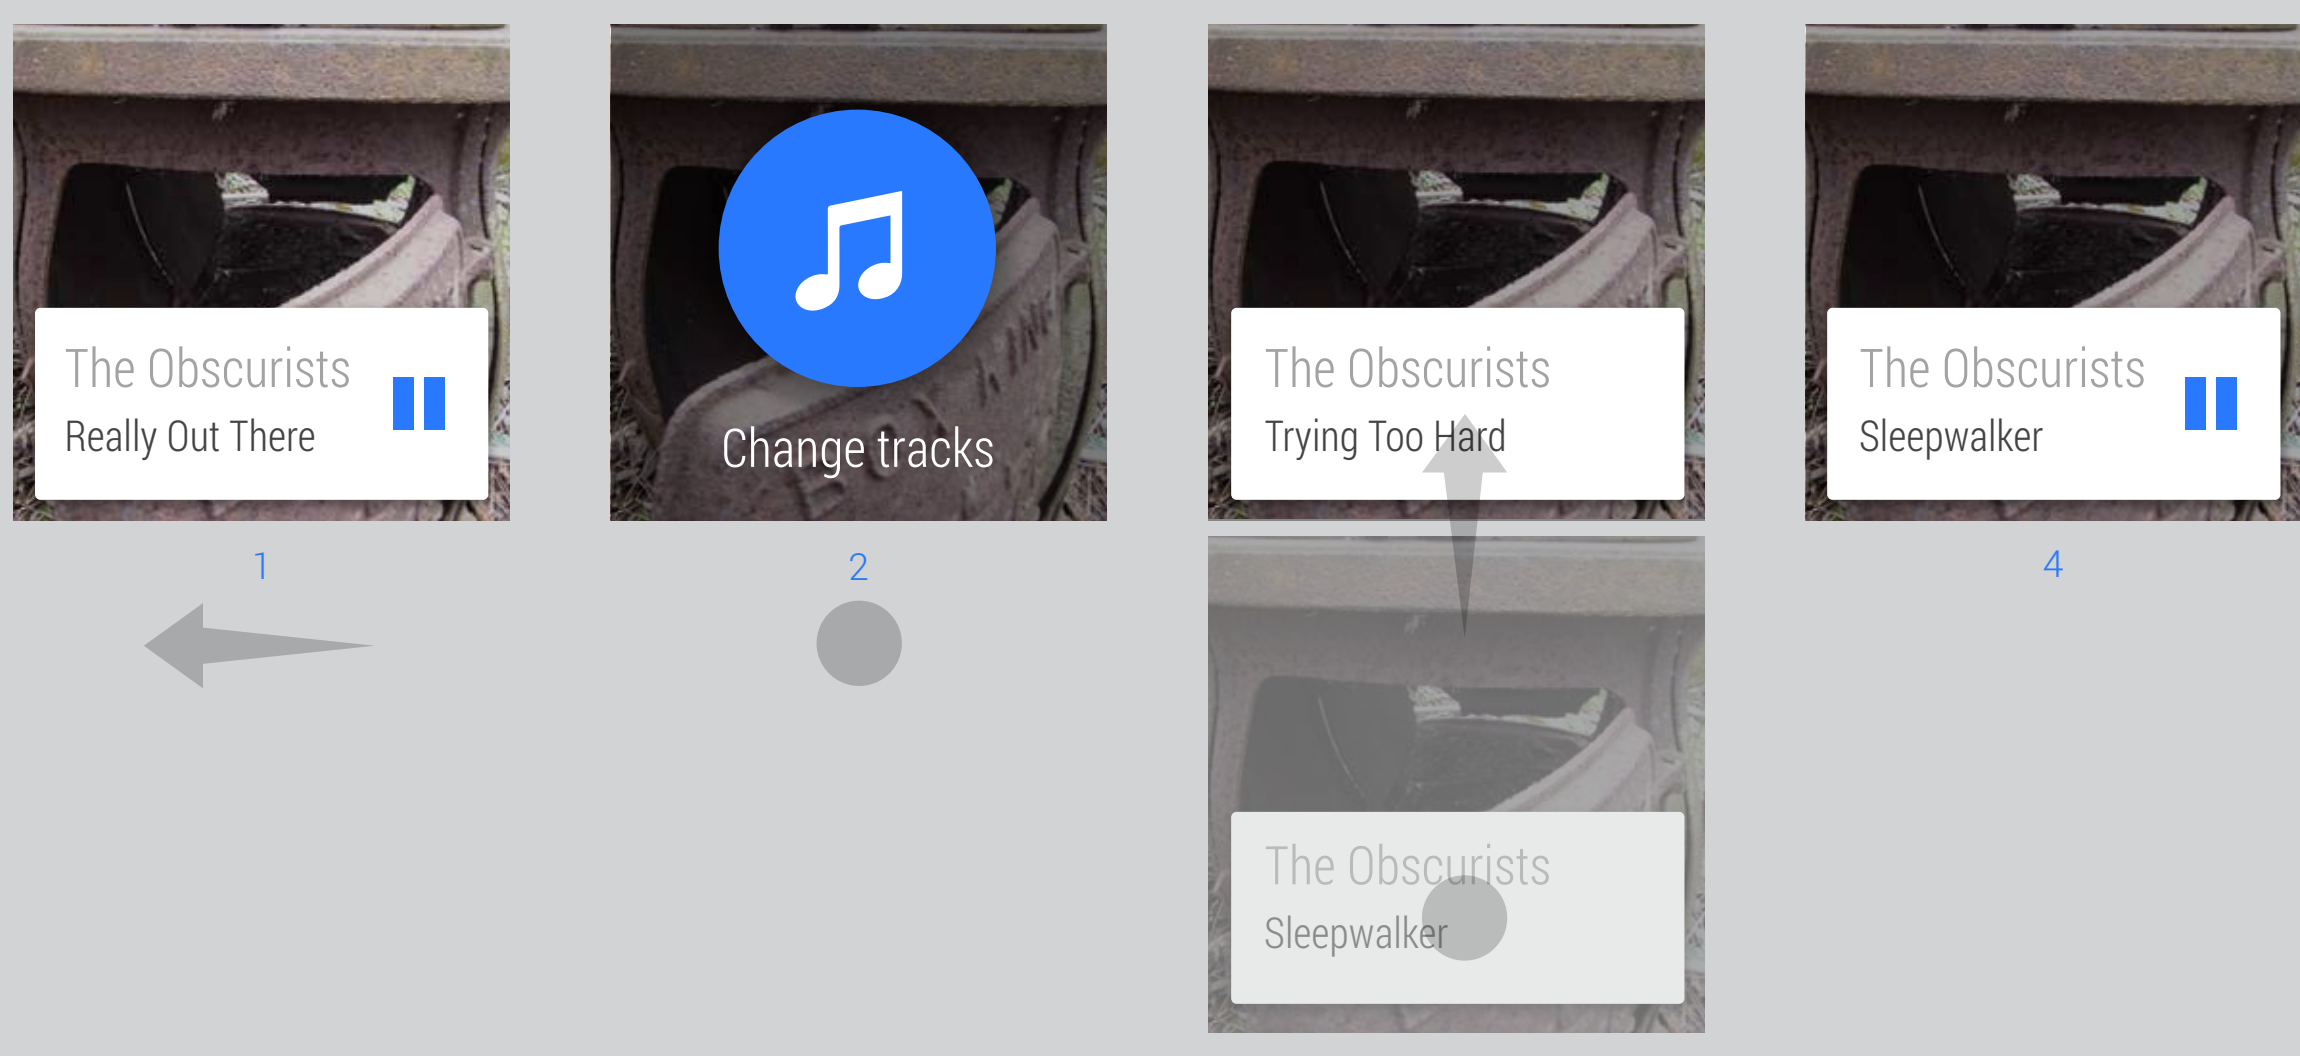 The Obscurists
Really Out There
1
Change tracks
2
The Obscurists
Trying Too Hard
The Obscurists
Sleepwalker
The Obscurists
Sleepwalker
4